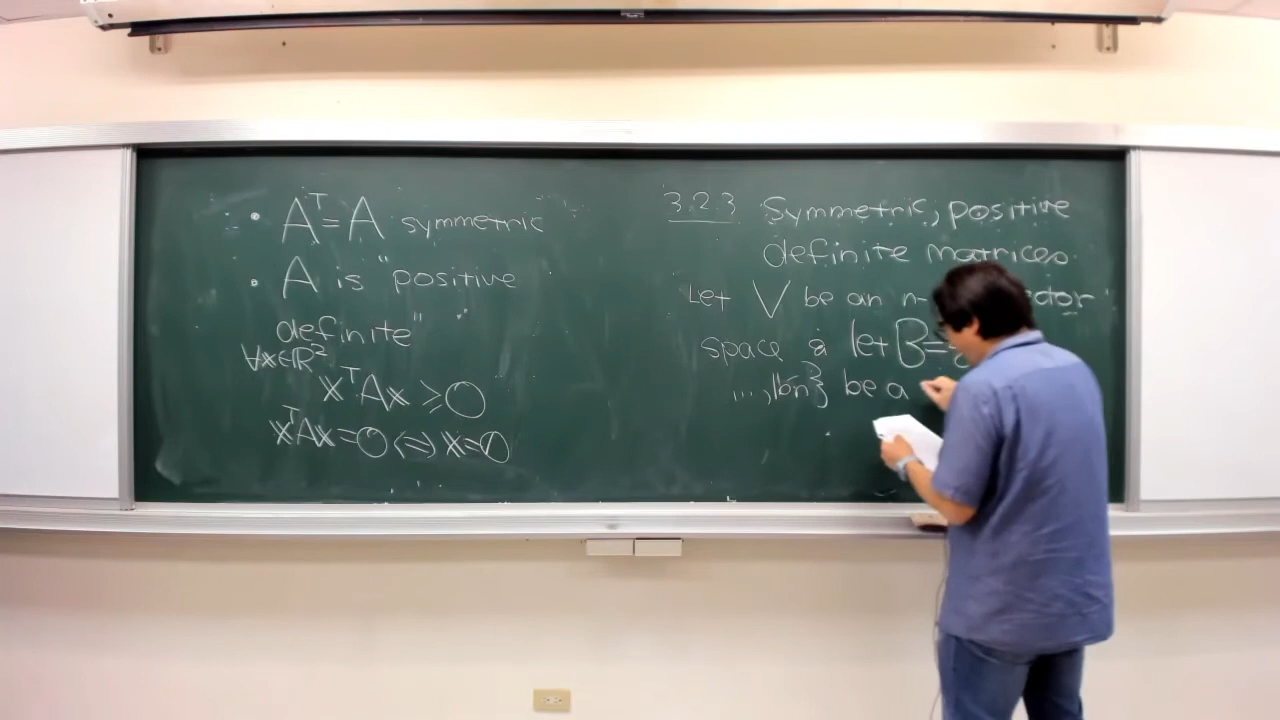 • Aᵀ=A symmetric
• A is "positive
definite"
∀x∈ℝ²
xᵀAx ≥0
xᵀAx=0⇔x=0
3.2.3 Symmetric, positive
definite matrices
Let V be an n- ctor
space & let B={
...,bn} be a